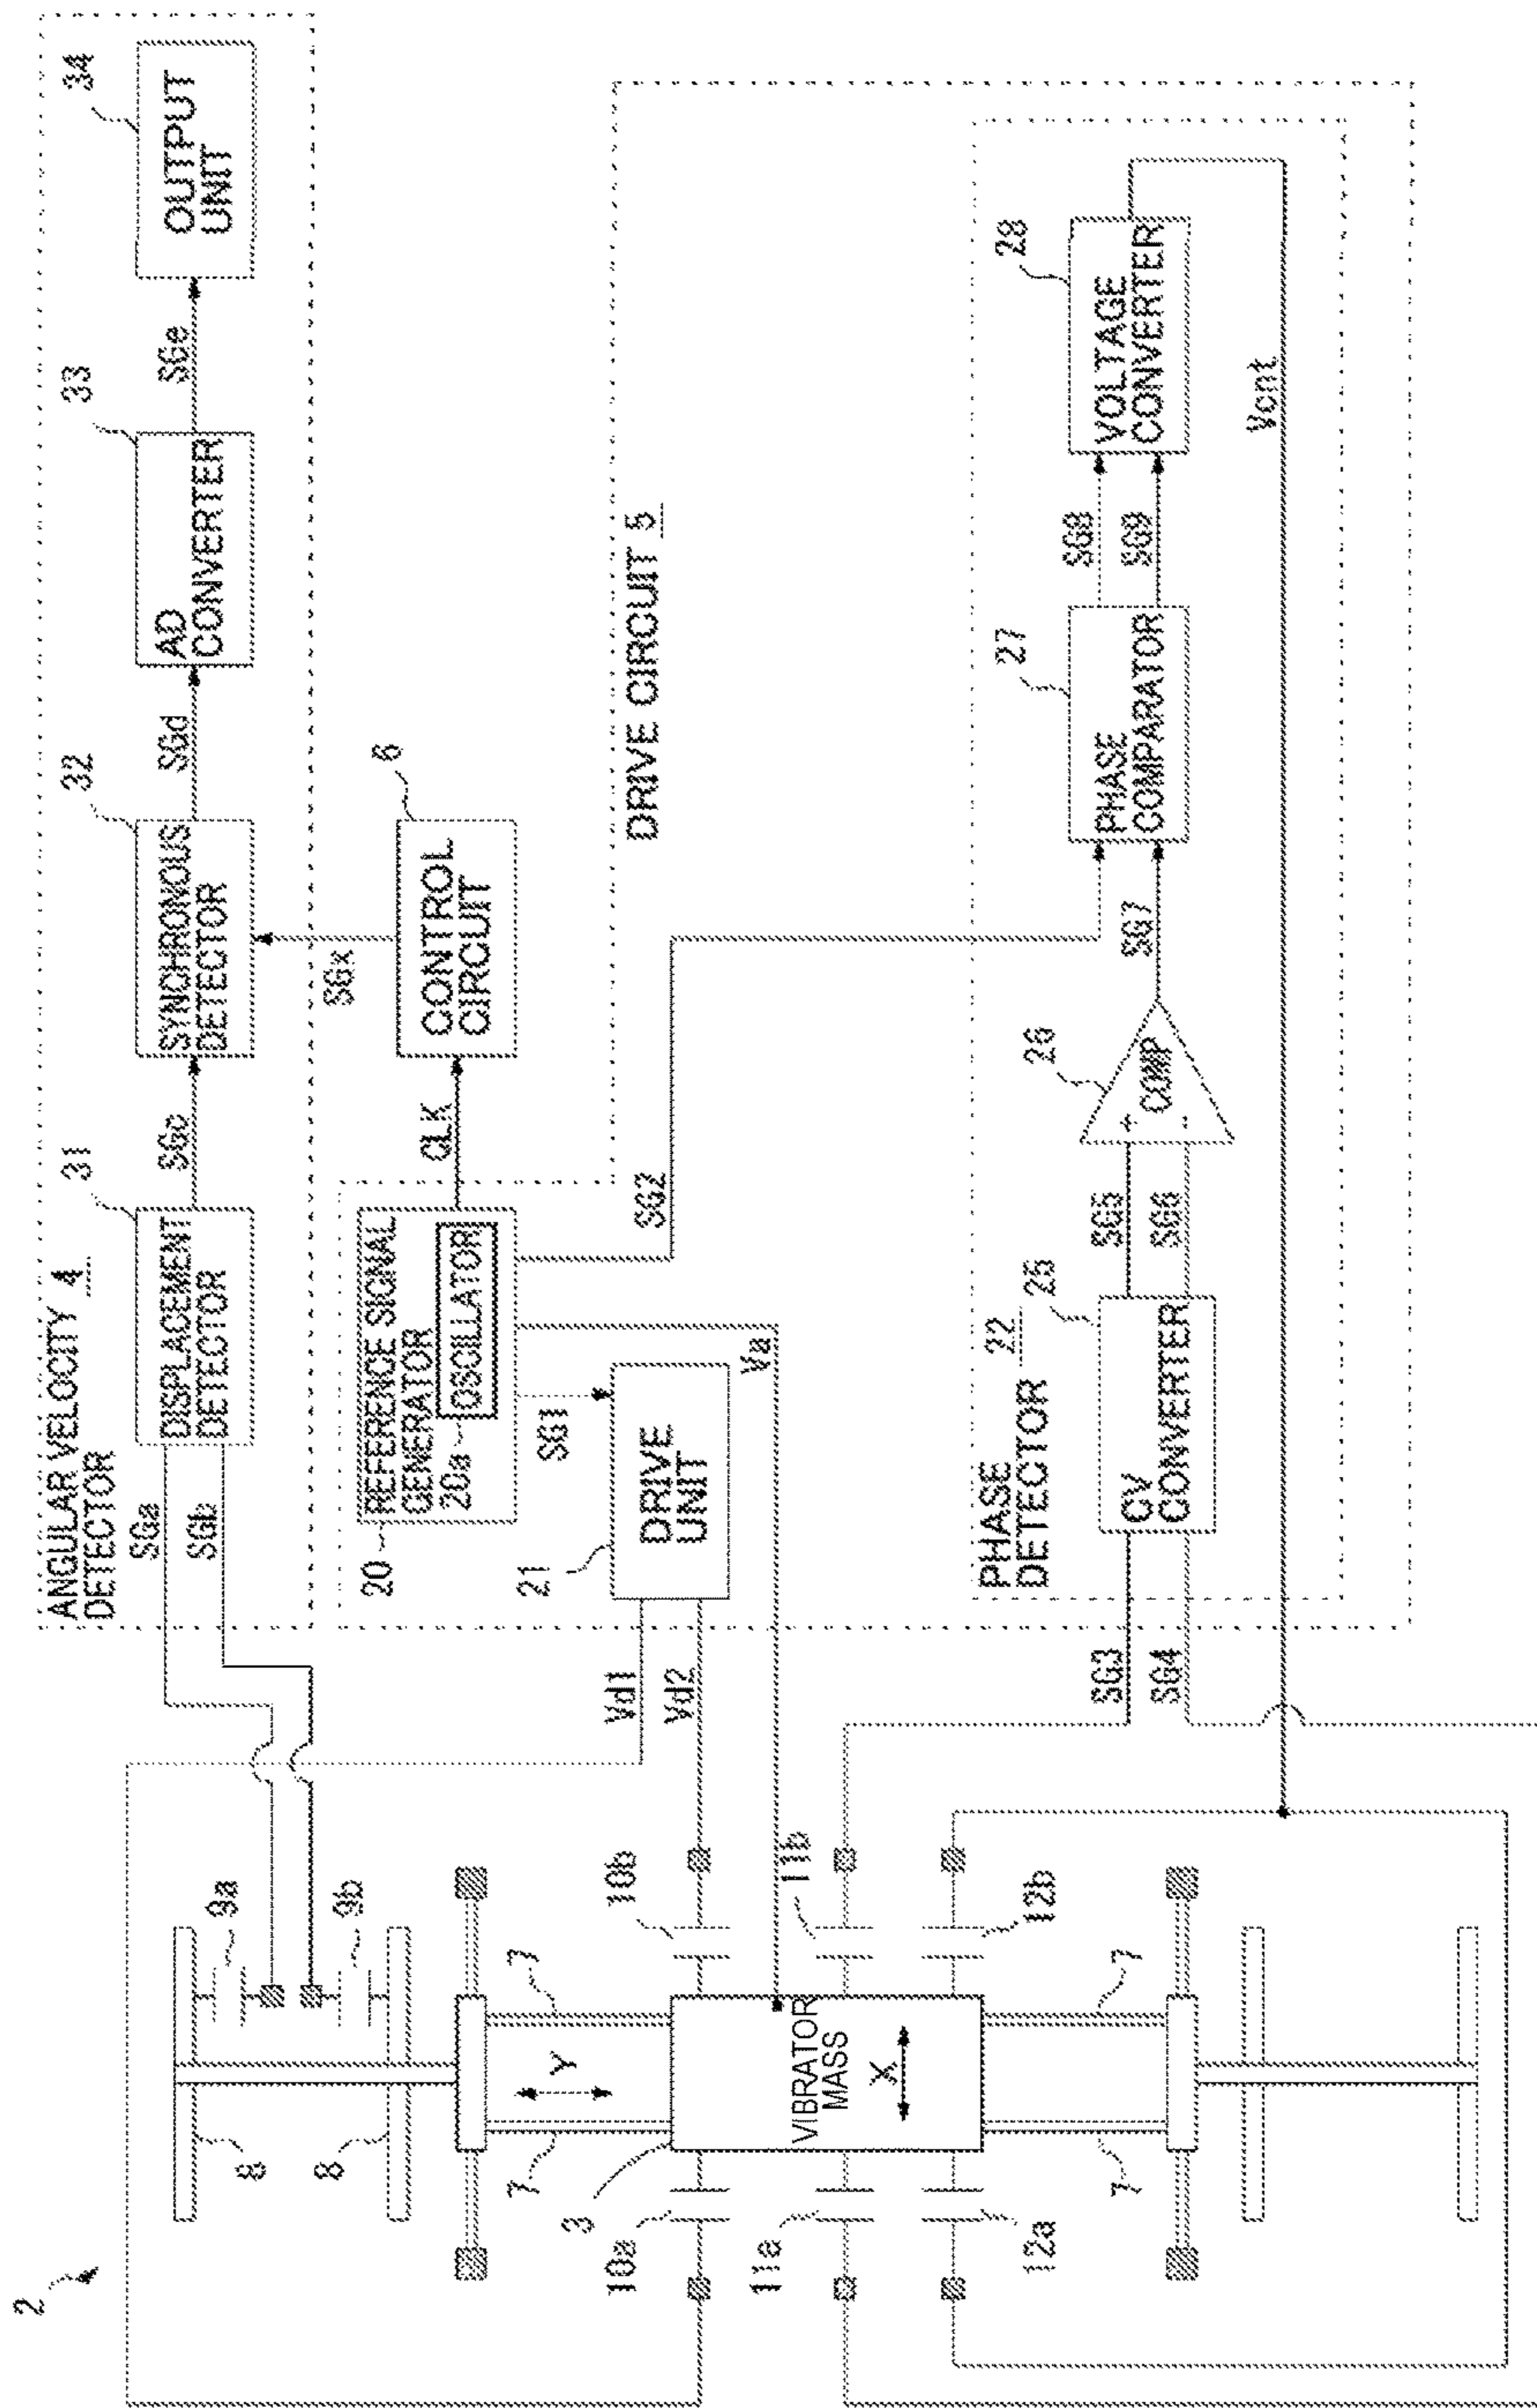 2
ANGULAR VELOCITY
DETECTOR 4
SGa
SGb
31
DISPLACEMENT
DETECTOR
SGc
32
SYNCHRONOUS
DETECTOR
SGd
33
AD
CONVERTER
SGe
34
OUTPUT
UNIT
8
8
9a
9b
20
REFERENCE SIGNAL
GENERATOR
20a
OSCILLATOR
CLK
6
CONTROL
CIRCUIT
SGx
SG1
21
DRIVE
UNIT
Va
SG2
DRIVE CIRCUIT 5
Vd1
Vd2
7
7
Y
3
VIBRATOR
MASS
X
10a
10b
11a
11b
12a
12b
7
7
PHASE
DETECTOR 22
SG3
SG4
25
CV
CONVERTER
SG5
SG6
26
+
-
COMP
SG7
27
PHASE
COMPARATOR
SG8
SG9
28
VOLTAGE
CONVERTER
Vcnt